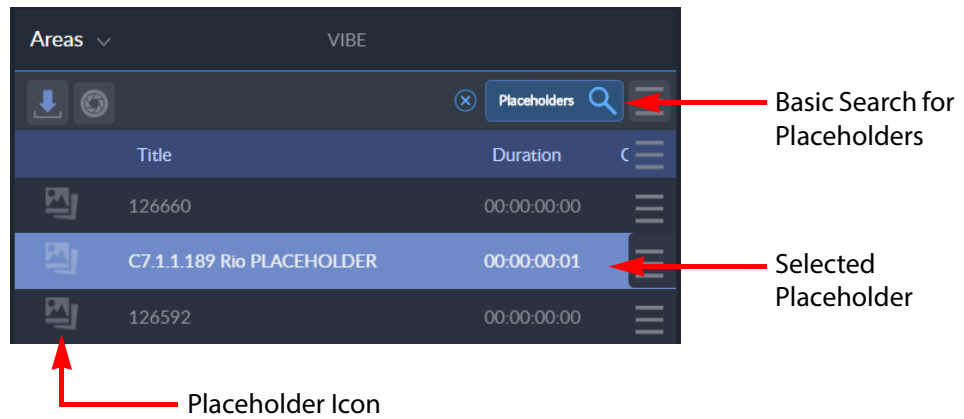 Areas VIBE
Placeholders
Basic Search for
Placeholders
Title Duration C
126660 00:00:00:00
C7.1.1.189 Rio PLACEHOLDER 00:00:00:01
Selected
Placeholder
126592 00:00:00:00
Placeholder Icon